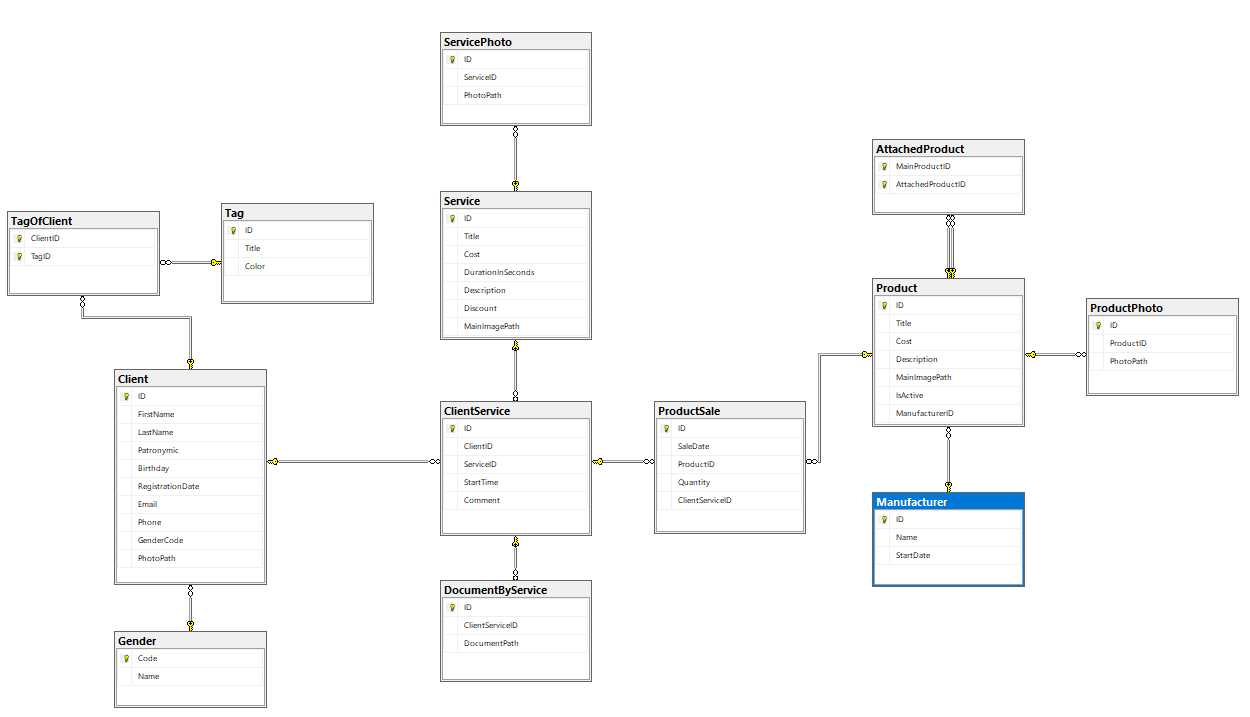 ServicePhoto
ID
ServiceID
PhotoPath
AttachedProduct
MainProductID
AttachedProductID
Service
ID
Title
Cost
DurationInSeconds
Description
Discount
MainImagePath
TagOfClient
ClientID
TagID
Tag
ID
Title
Color
Product
ID
Title
Cost
Description
MainImagePath
IsActive
ManufacturerID
ProductPhoto
ID
ProductID
PhotoPath
Client
ID
FirstName
LastName
Patronymic
Birthday
RegistrationDate
Email
Phone
GenderCode
PhotoPath
ClientService
ID
ClientID
ServiceID
StartTime
Comment
ProductSale
ID
SaleDate
ProductID
Quantity
ClientServiceID
Manufacturer
ID
Name
StartDate
DocumentByService
ID
ClientServiceID
DocumentPath
Gender
Code
Name